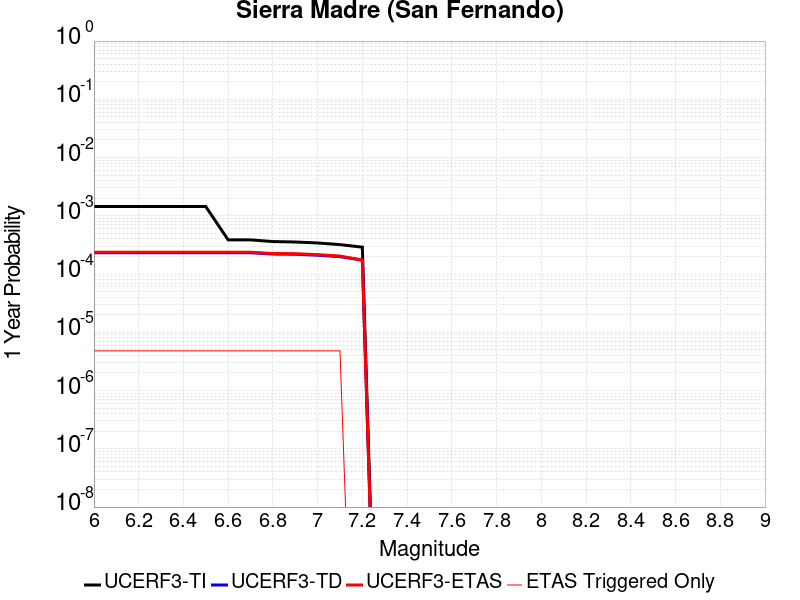 Sierra Madre (San Fernando)
10^0
10^-1
10^-2
10^-3
10^-4
10^-5
10^-6
10^-7
10^-8
1 Year Probability
6 6.2 6.4 6.6 6.8 7 7.2 7.4 7.6 7.8 8 8.2 8.4 8.6 8.8 9
Magnitude
UCERF3-TI UCERF3-TD UCERF3-ETAS ETAS Triggered Only